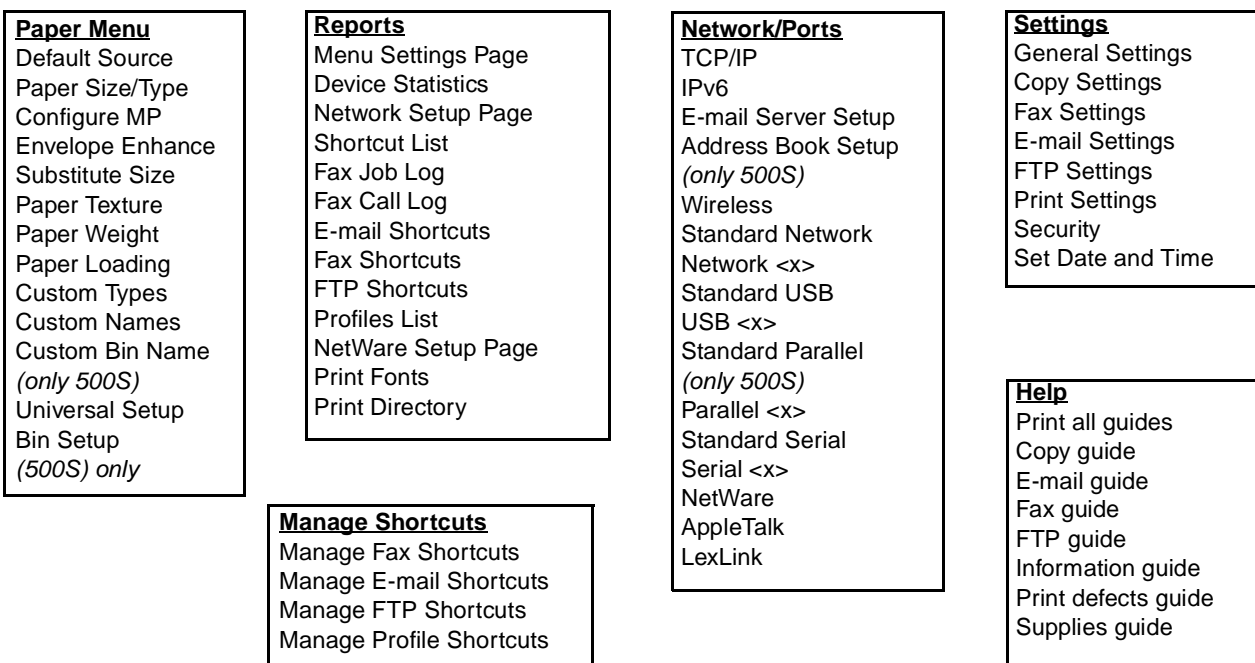 Paper Menu
Default Source
Paper Size/Type
Configure MP
Envelope Enhance
Substitute Size
Paper Texture
Paper Weight
Paper Loading
Custom Types
Custom Names
Custom Bin Name
(only 500S)
Universal Setup
Bin Setup
(500S) only
Reports
Menu Settings Page
Device Statistics
Network Setup Page
Shortcut List
Fax Job Log
Fax Call Log
E-mail Shortcuts
Fax Shortcuts
FTP Shortcuts
Profiles List
NetWare Setup Page
Print Fonts
Print Directory
Manage Shortcuts
Manage Fax Shortcuts
Manage E-mail Shortcuts
Manage FTP Shortcuts
Manage Profile Shortcuts
Network/Ports
TCP/IP
IPv6
E-mail Server Setup
Address Book Setup
(only 500S)
Wireless
Standard Network
Network <x>
Standard USB
USB <x>
Standard Parallel
(only 500S)
Parallel <x>
Standard Serial
Serial <x>
NetWare
AppleTalk
LexLink
Settings
General Settings
Copy Settings
Fax Settings
E-mail Settings
FTP Settings
Print Settings
Security
Set Date and Time
Help
Print all guides
Copy guide
E-mail guide
Fax guide
FTP guide
Information guide
Print defects guide
Supplies guide